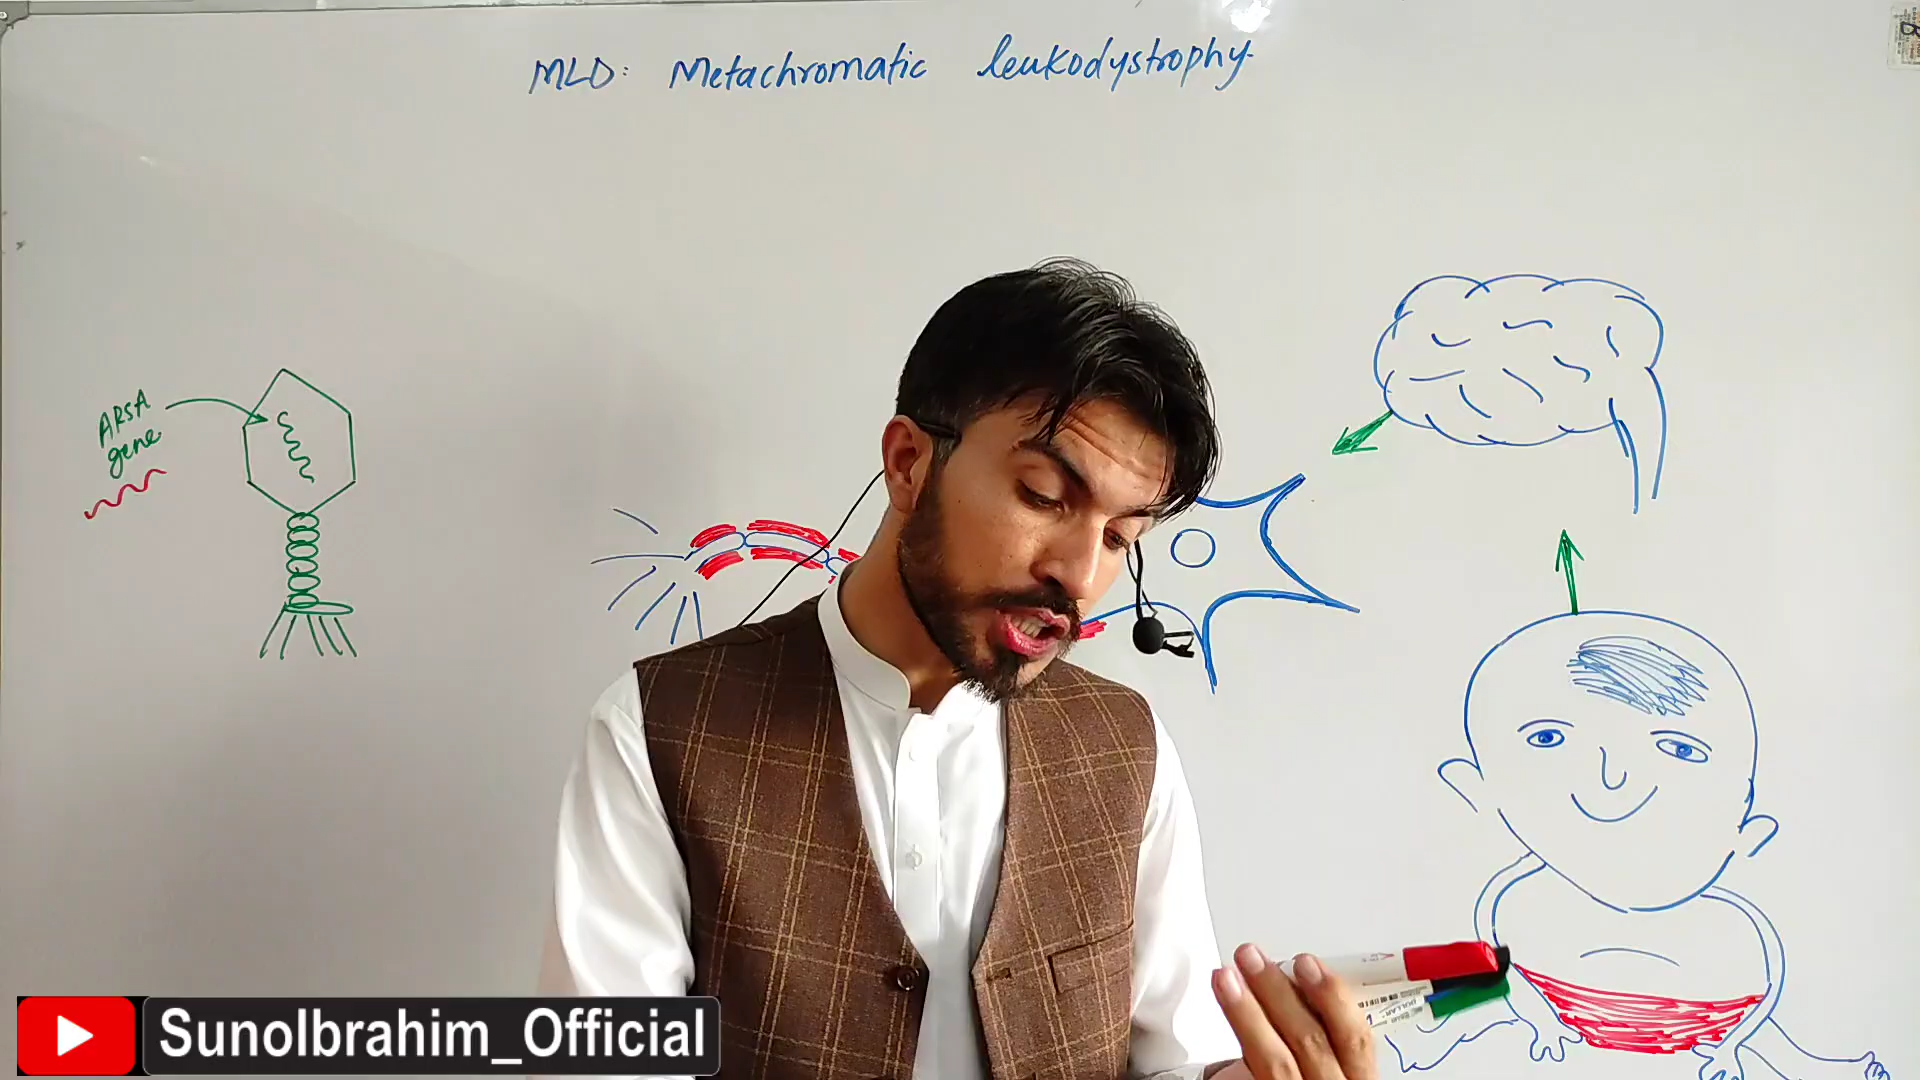 MLD: Metachromatic leukodystrophy.
ARSA
gene
SunoIbrahim_Official